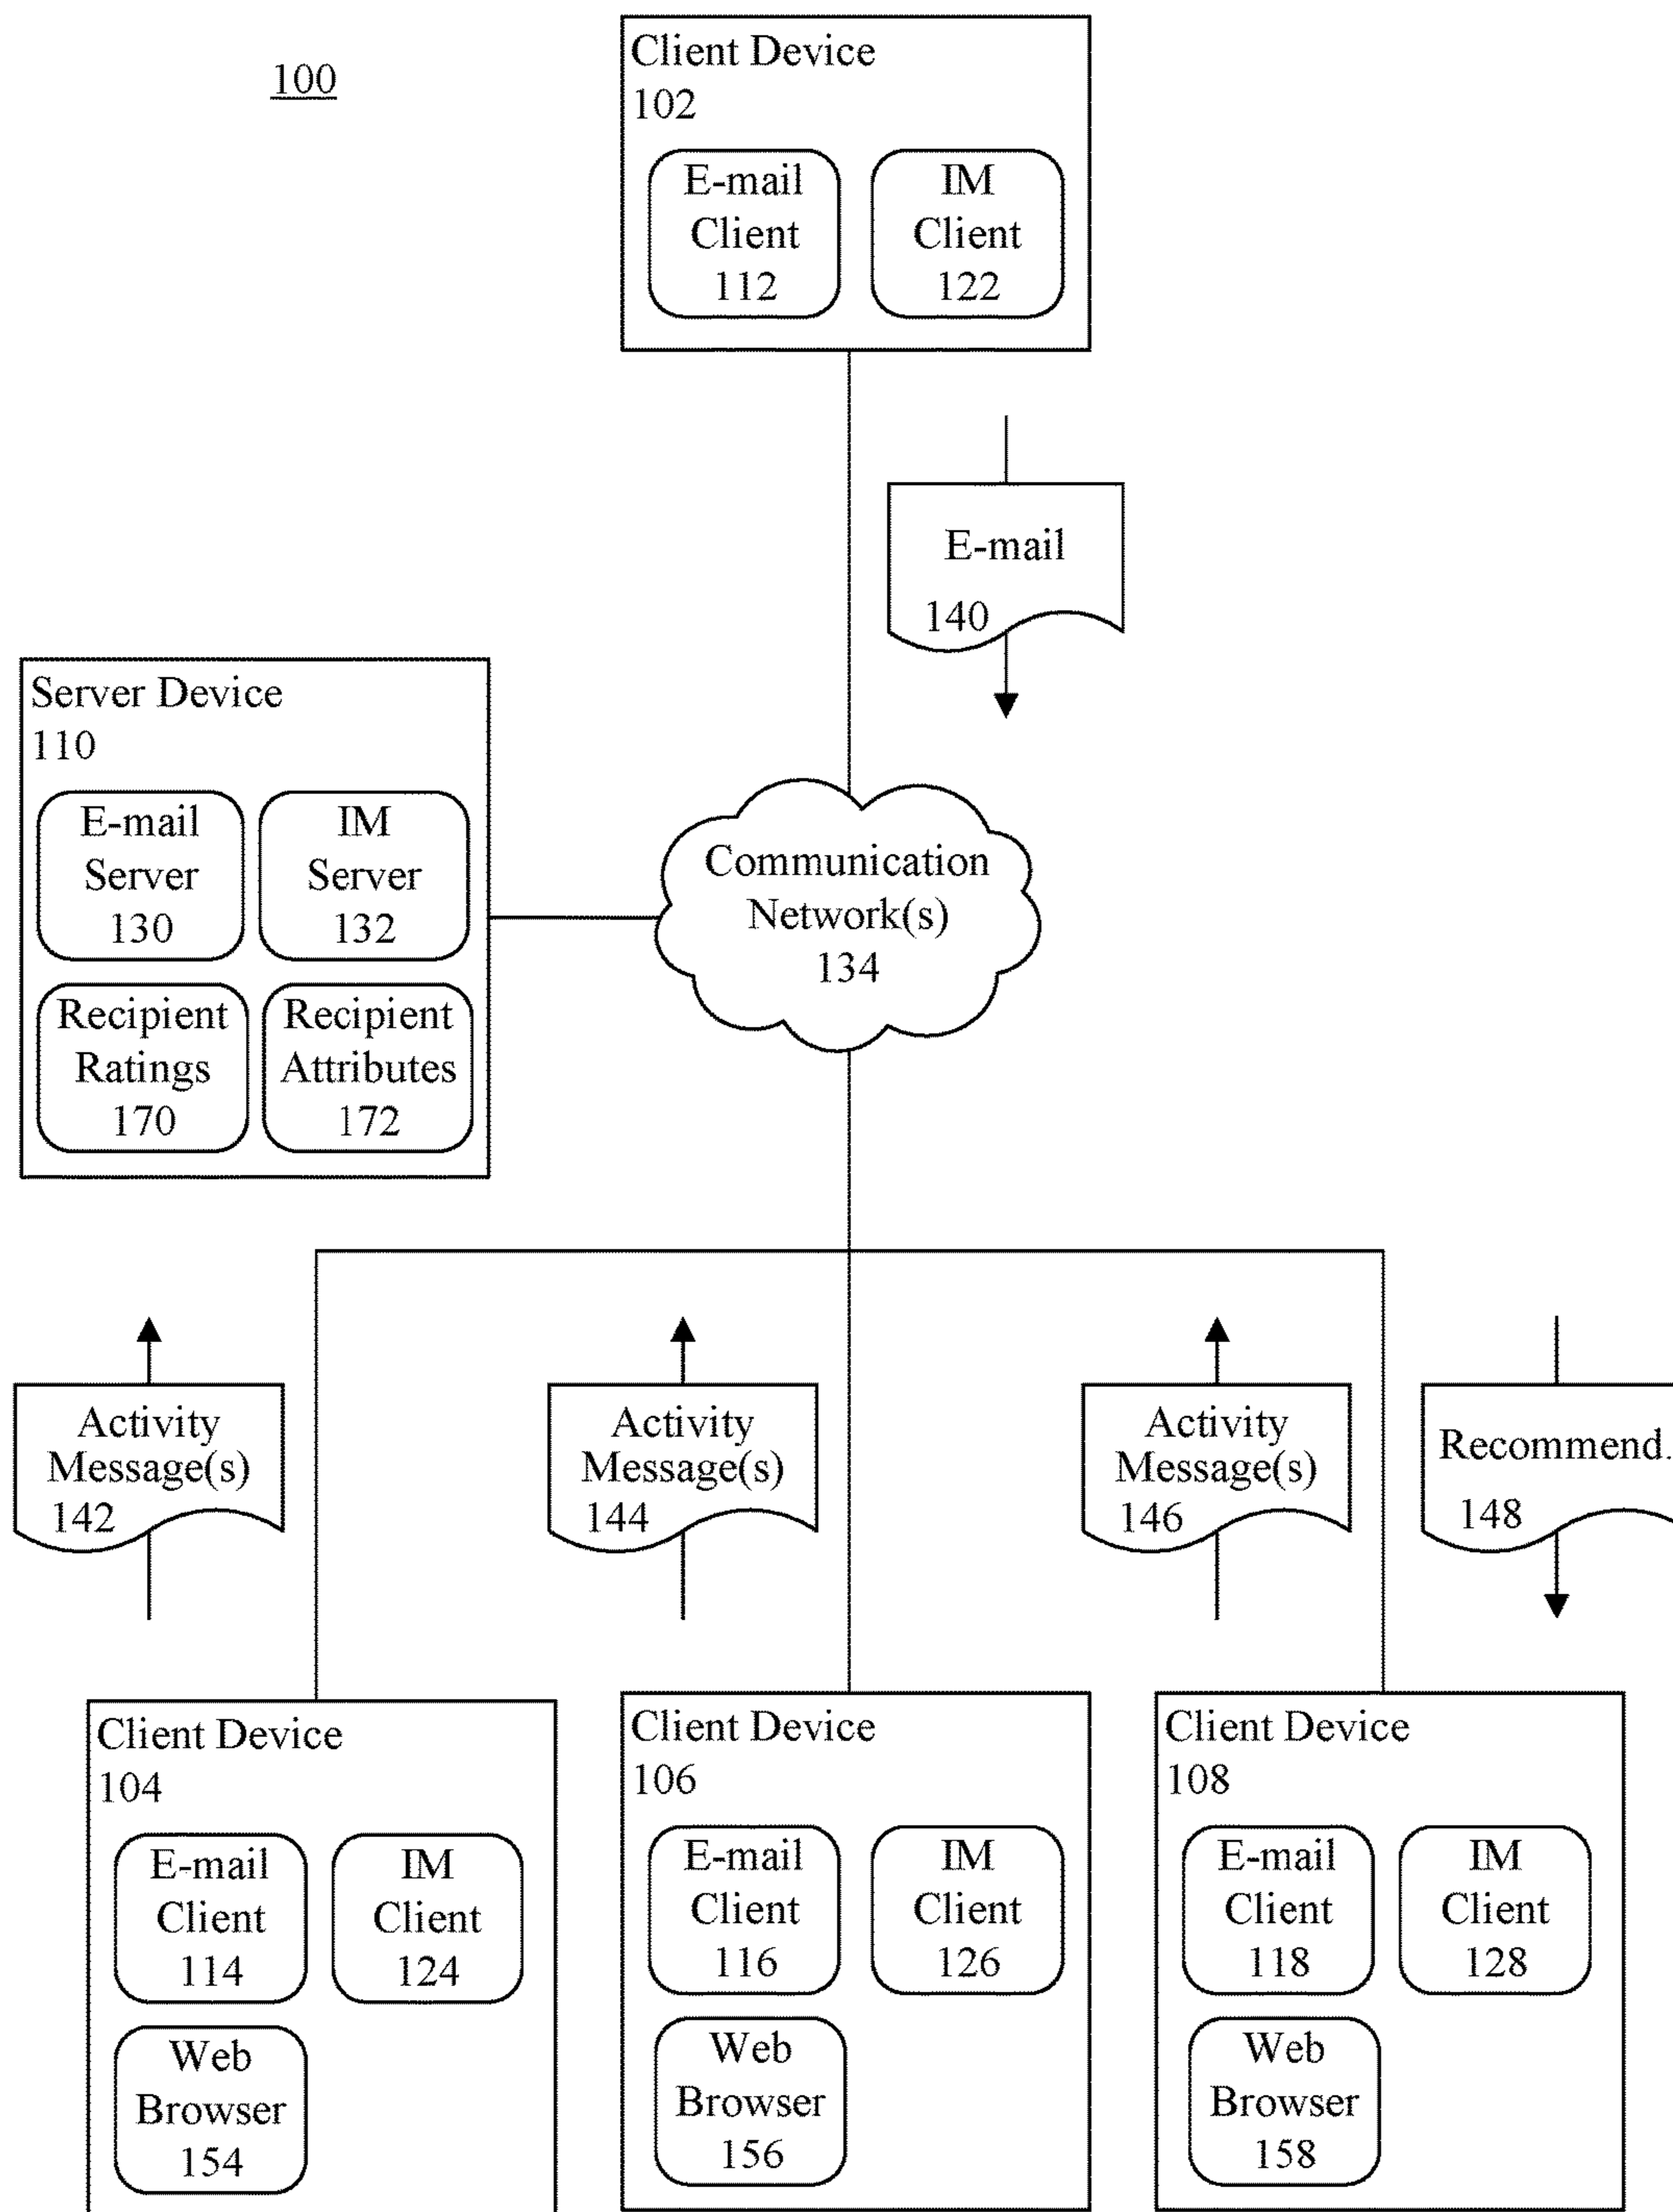 100
Client Device
102
E-mail
Client
112
IM
Client
122
E-mail
140
Server Device
110
E-mail
Server
130
IM
Server
132
Recipient
Ratings
170
Recipient
Attributes
172
Communication
Network(s)
134
Activity
Message(s)
142
Activity
Message(s)
144
Activity
Message(s)
146
Recommend.
148
Client Device
104
E-mail
Client
114
IM
Client
124
Web
Browser
154
Client Device
106
E-mail
Client
116
IM
Client
126
Web
Browser
156
Client Device
108
E-mail
Client
118
IM
Client
128
Web
Browser
158